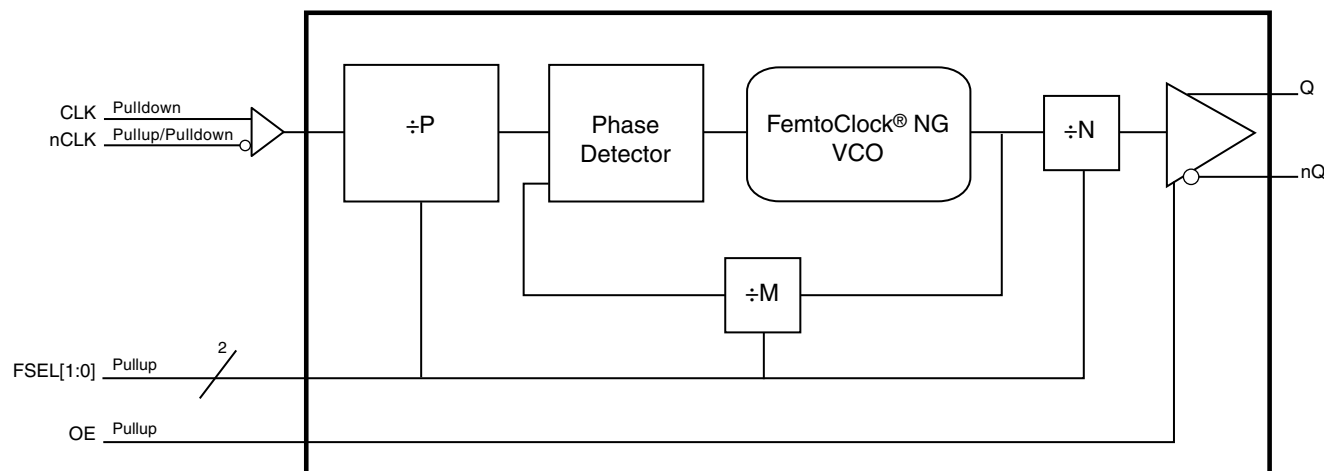 CLK Pulldown
nCLK Pullup/Pulldown
÷P
Phase
Detector
FemtoClock® NG
VCO
÷N
Q
nQ
÷M
2
FSEL[1:0] Pullup
OE Pullup